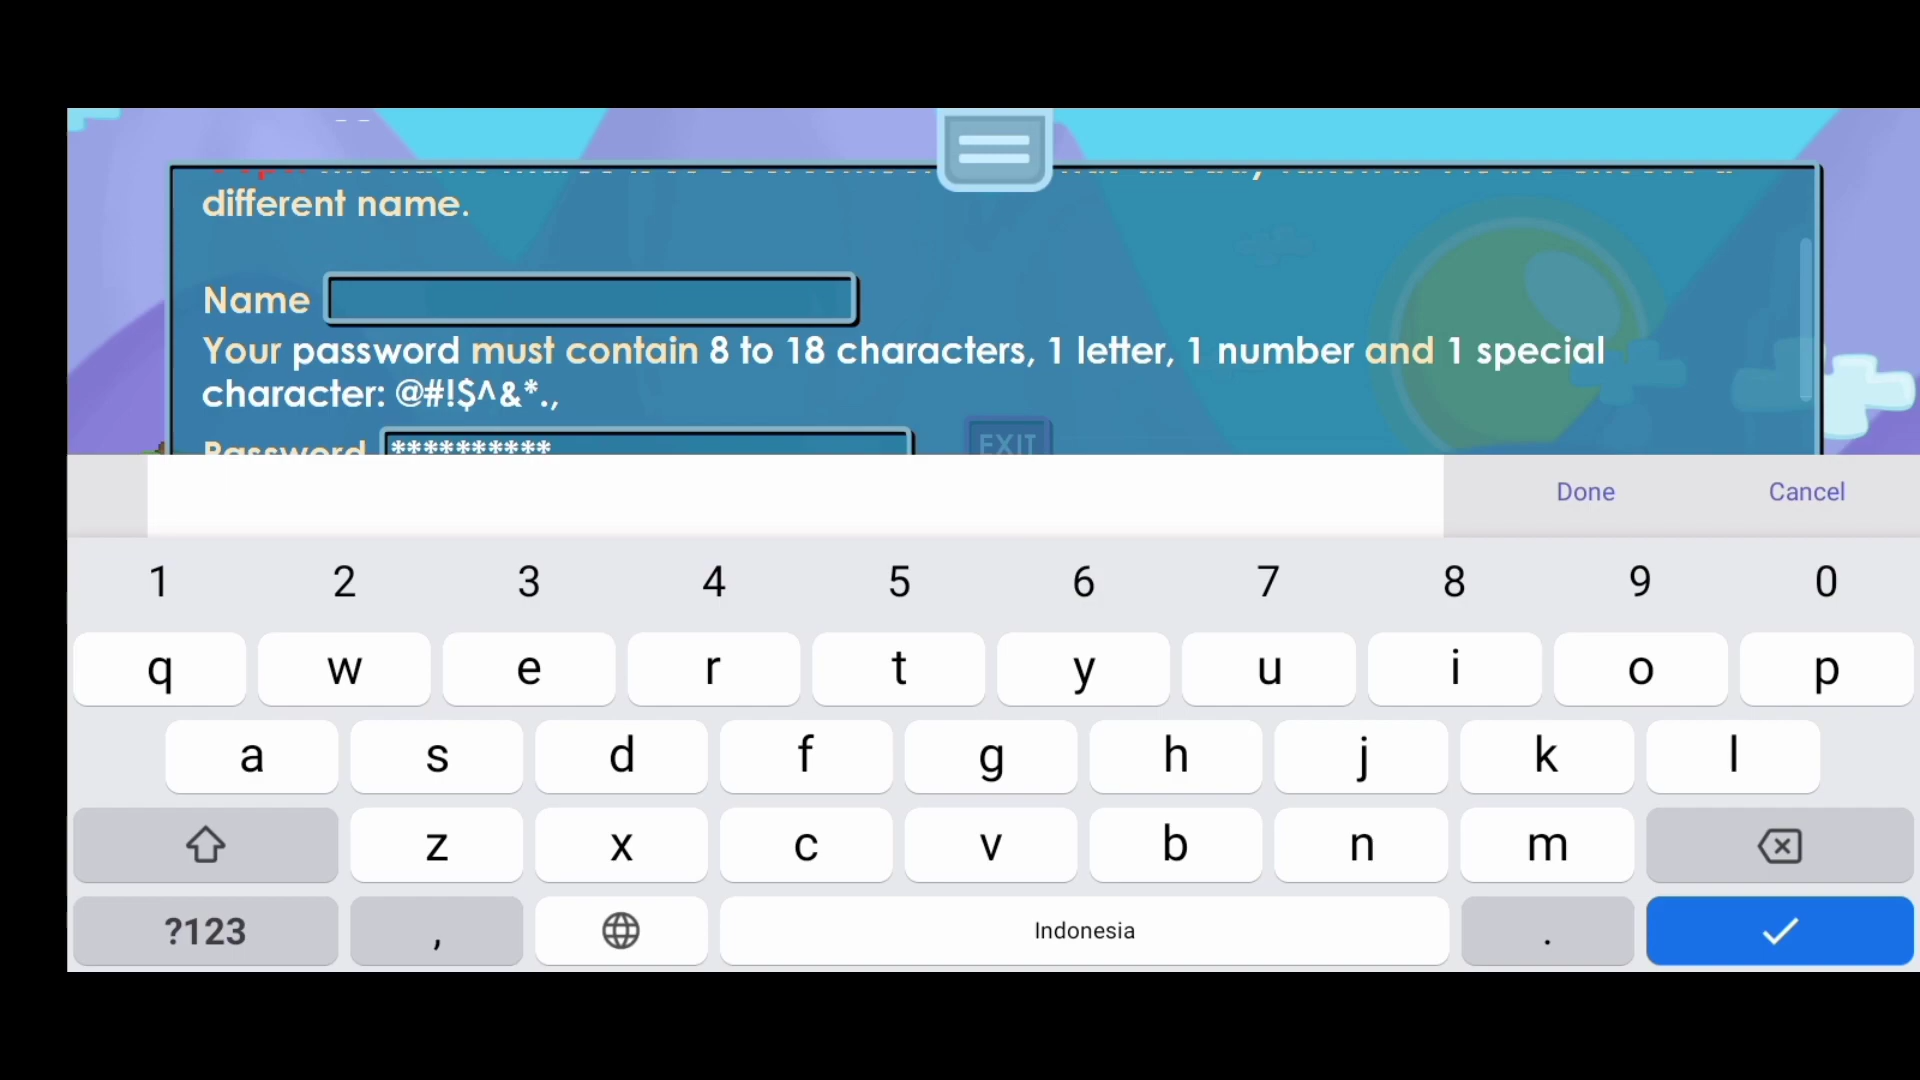 different name.
Name
Your password must contain 8 to 18 characters, 1 letter, 1 number and 1 special
character: @#!$^&*.,
Password **********
EXIT
Done Cancel
1 2 3 4 5 6 7 8 9 0
q w e r t y u i o p
a s d f g h j k l
z x c v b n m
?123 , Indonesia .